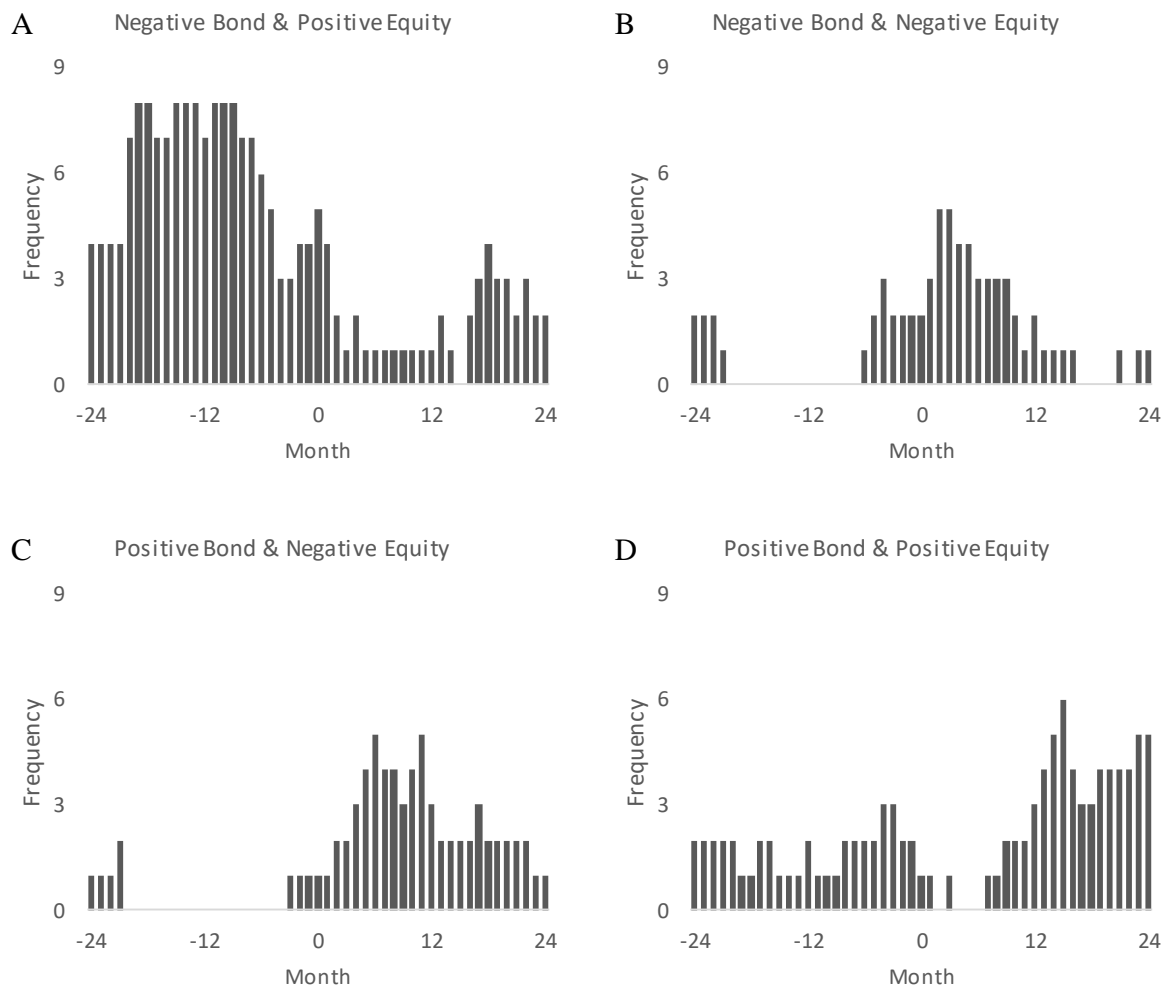 A Negative Bond & Positive Equity
9
6
3
0
Frequency
-24 -12 0 12 24
Month
B Negative Bond & Negative Equity
9
6
3
0
Frequency
-24 -12 0 12 24
Month
C Positive Bond & Negative Equity
9
6
3
0
Frequency
-24 -12 0 12 24
Month
D Positive Bond & Positive Equity
9
6
3
0
Frequency
-24 -12 0 12 24
Month